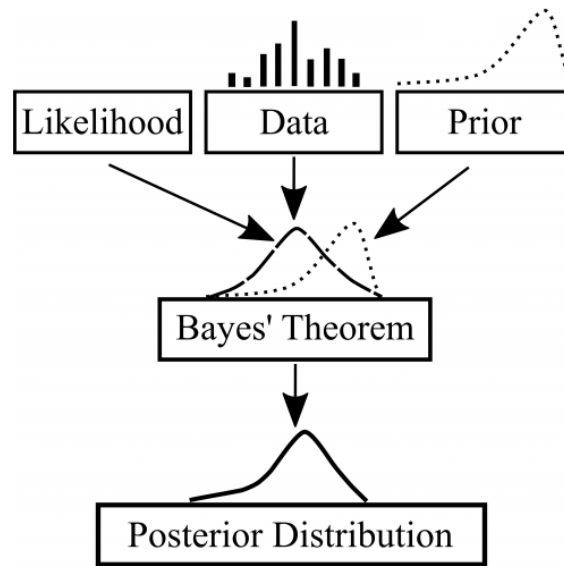 Likelihood
Data
Prior
Bayes' Theorem
Posterior Distribution